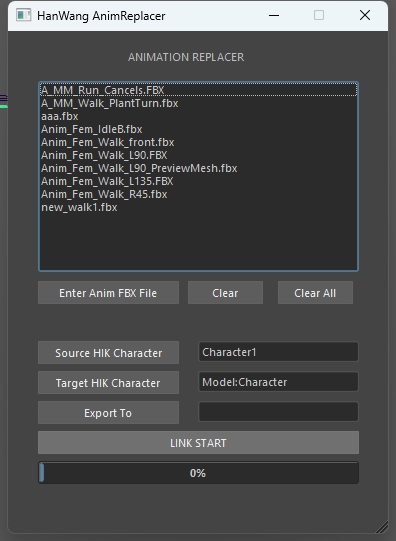 HanWang AnimReplacer
ANIMATION REPLACER
A_MM_Run_Cancels.FBX
A_MM_Walk_PlantTurn.fbx
aaa.fbx
Anim_Fem_IdleB.fbx
Anim_Fem_Walk_front.fbx
Anim_Fem_Walk_L90.FBX
Anim_Fem_Walk_L90_PreviewMesh.fbx
Anim_Fem_Walk_L135.FBX
Anim_Fem_Walk_R45.fbx
new_walk1.fbx
Enter Anim FBX File Clear Clear All
Source HIK Character Character1
Target HIK Character Model:Character
Export To
LINK START
0%